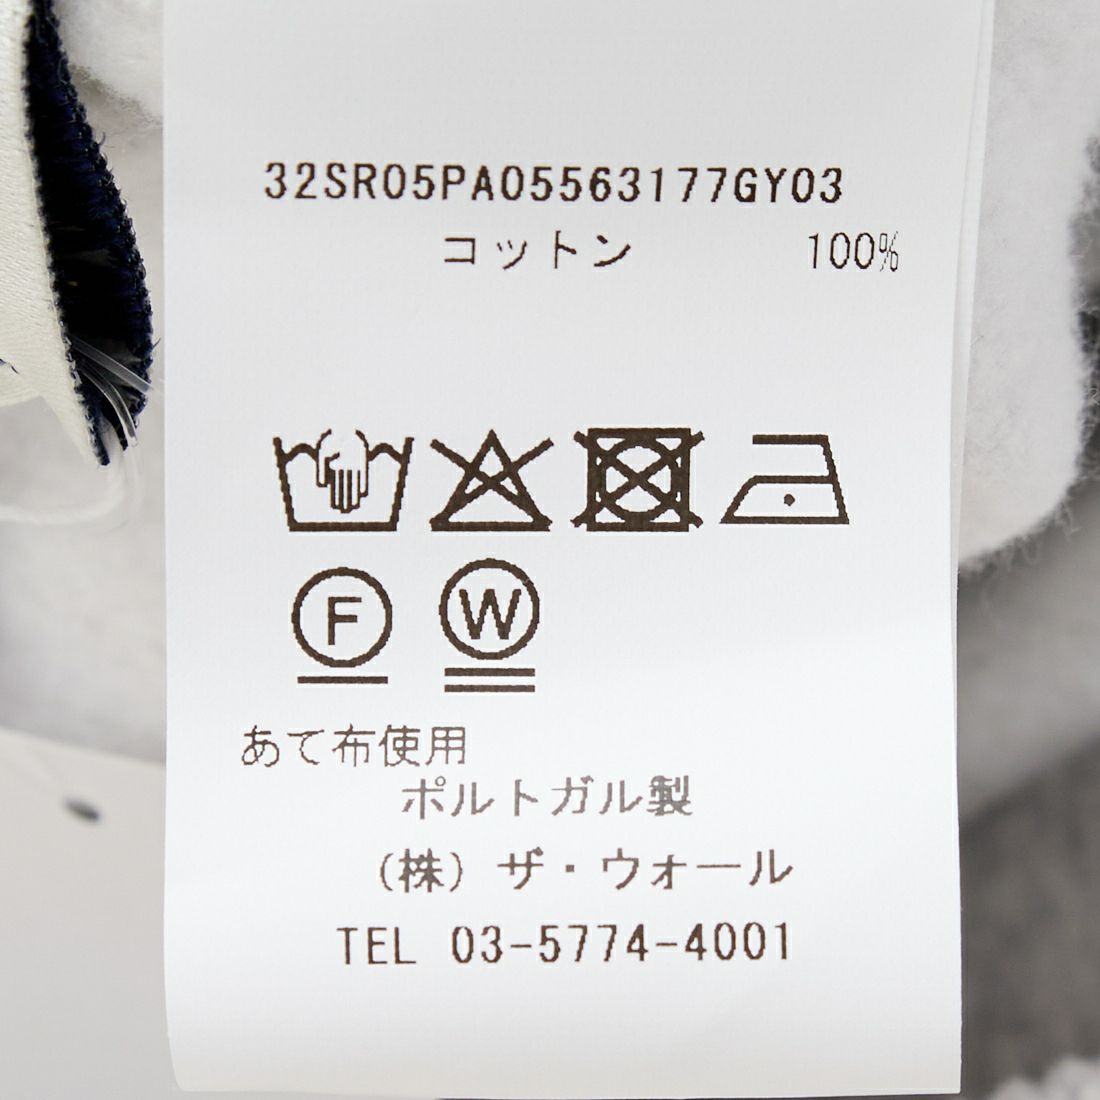 32SR05PA05563177GY03
コットン 100%
F W
あて布使用
ポルトガル製
(株) ザ・ウォール
TEL 03-5774-4001